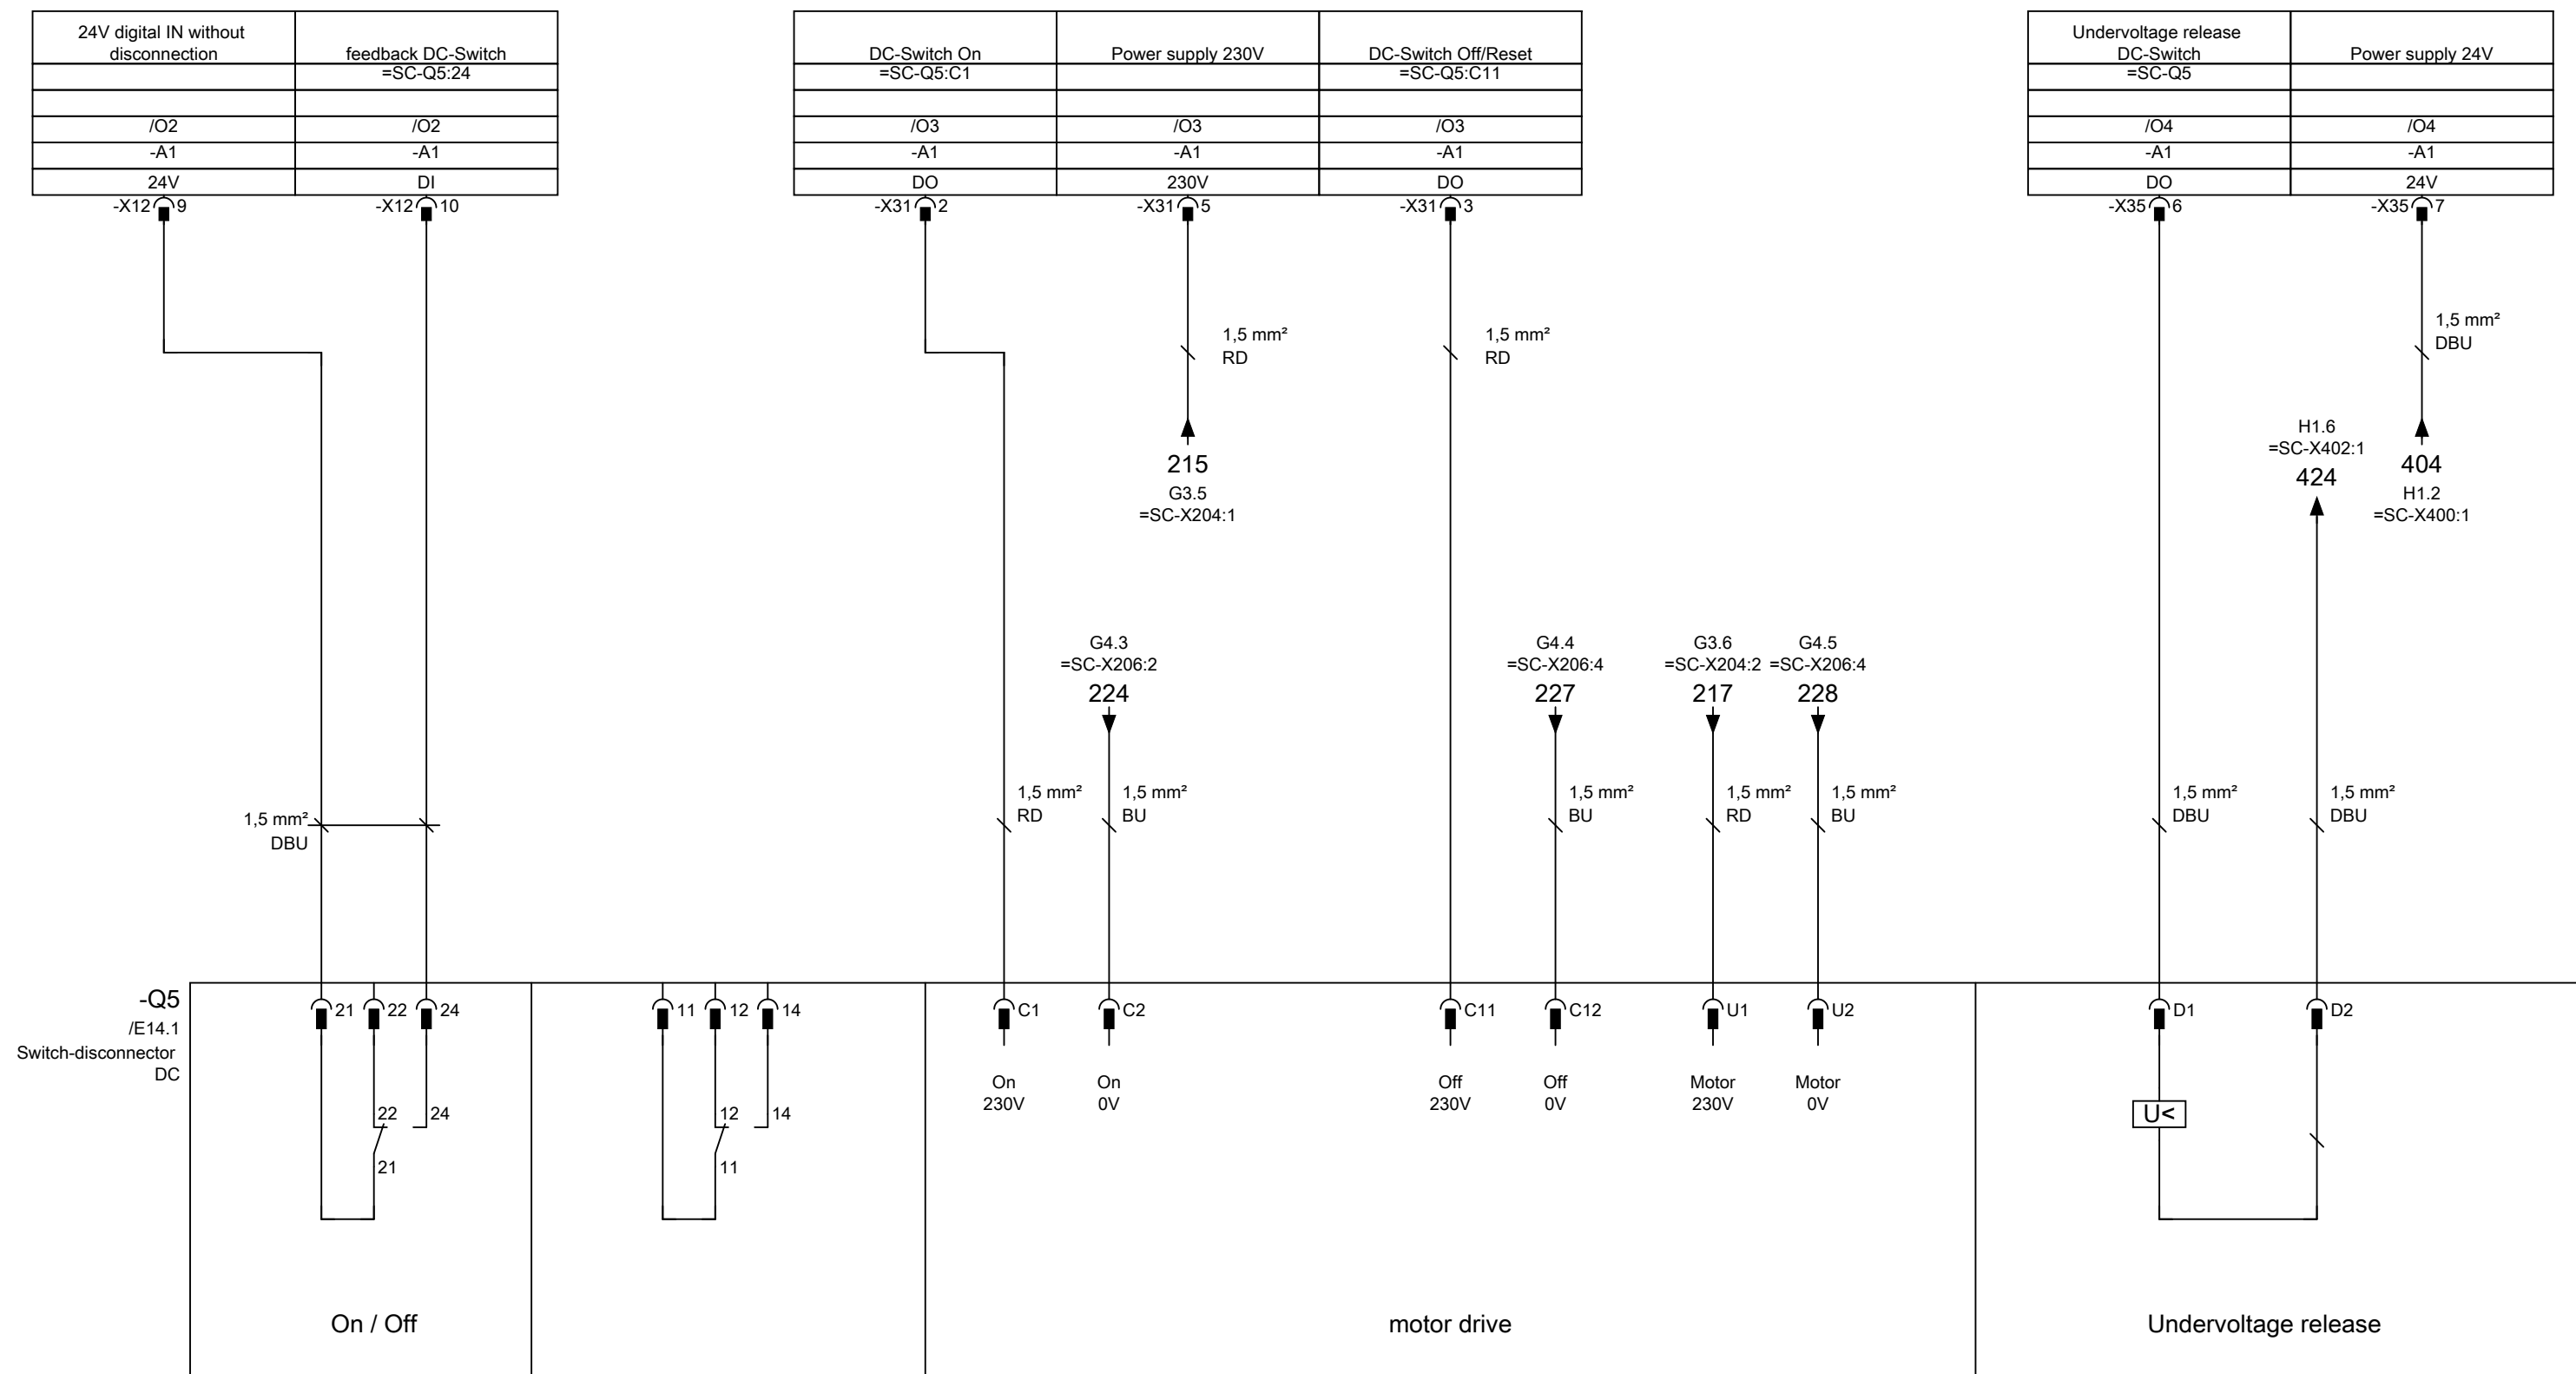 24V digital IN without
disconnection
feedback DC-Switch
=SC-Q5:24
/O2
/O2
-A1
-A1
24V
DI
-X12
9
-X12
10
DC-Switch On
Power supply 230V
DC-Switch Off/Reset
=SC-Q5:C1
=SC-Q5:C11
/O3
/O3
/O3
-A1
-A1
-A1
DO
230V
DO
-X31
2
-X31
5
-X31
3
Undervoltage release
DC-Switch
Power supply 24V
=SC-Q5
/O4
/O4
-A1
-A1
DO
24V
-X35
6
-X35
7
1,5 mm²
RD
1,5 mm²
RD
1,5 mm²
DBU
215
G3.5
=SC-X204:1
H1.6
=SC-X402:1
424
404
H1.2
=SC-X400:1
G4.3
=SC-X206:2
224
G4.4
=SC-X206:4
227
G3.6
=SC-X204:2
217
G4.5
=SC-X206:4
228
1,5 mm²
DBU
1,5 mm²
RD
1,5 mm²
BU
1,5 mm²
BU
1,5 mm²
RD
1,5 mm²
BU
1,5 mm²
DBU
1,5 mm²
DBU
-Q5
/E14.1
Switch-disconnector
DC
21
22
24
11
12
14
C1
C2
C11
C12
U1
U2
D1
D2
On
230V
On
0V
Off
230V
Off
0V
Motor
230V
Motor
0V
22
24
21
12
14
11
U<
On / Off
motor drive
Undervoltage release